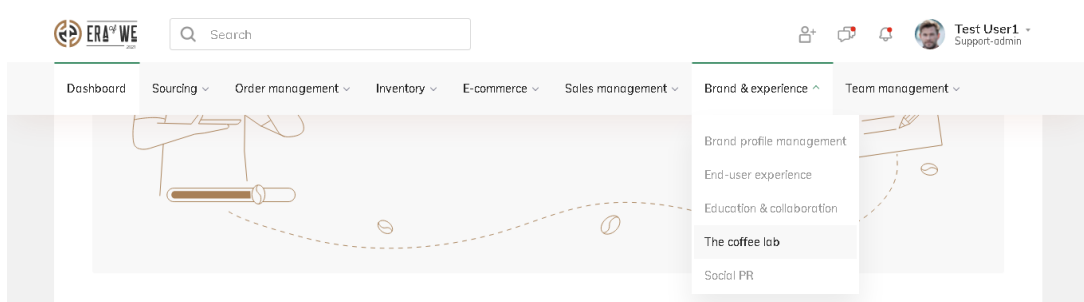 ERA of WE
2021
Search
Test User1
Support-admin
Dashboard Sourcing Order management Inventory E-commerce Sales management Brand & experience Team management
Brand profile management
End-user experience
Education & collaboration
The coffee lab
Social PR